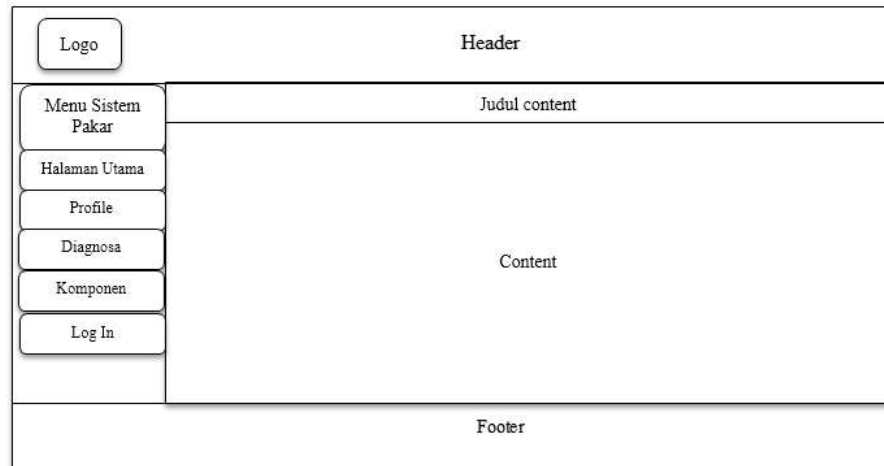 Logo
Header
Menu Sistem
Pakar
Judul content
Halaman Utama
Profile
Diagnosa
Komponen
Log In
Content
Footer